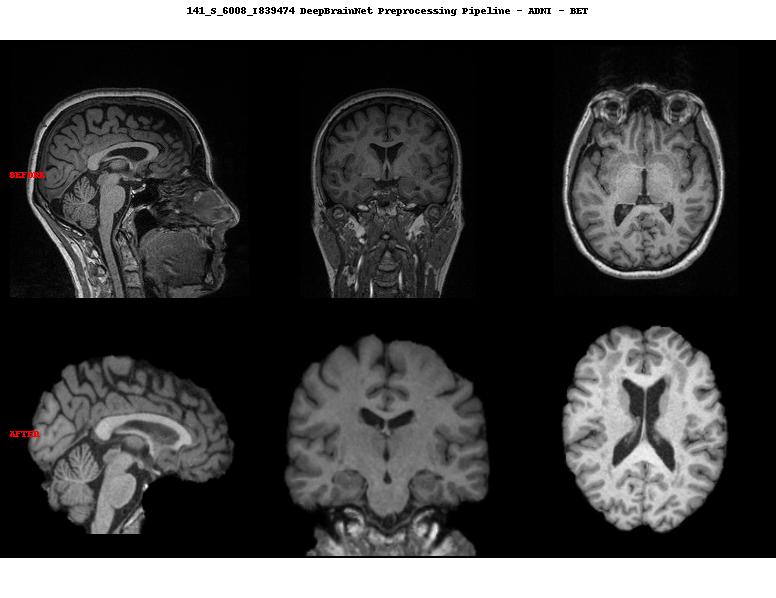 141_S_6008_I839474 DeepBrainNet Preprocessing Pipeline - ADNI - BET
BEFORE
AFTER